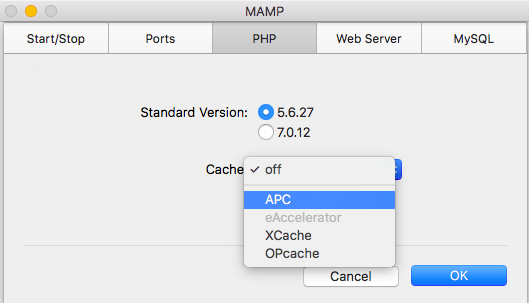 MAMP
Start/Stop Ports PHP Web Server MySQL
Standard Version: 5.6.27
7.0.12
Cache ✓ off
APC
eAccelerator
XCache
OPcache
Cancel OK